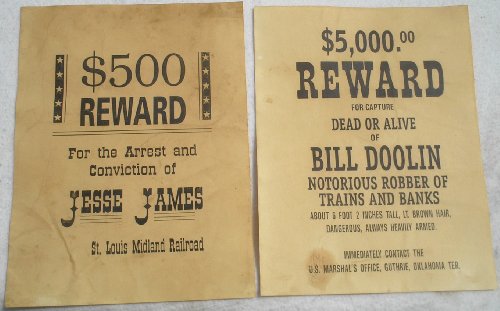 $500
REWARD
For the Arrest and
Conviction of
JESSE JAMES
St. Louis Midland Railroad
$5,000.00
REWARD
FOR CAPTURE
DEAD OR ALIVE
OF
BILL DOOLIN
NOTORIOUS ROBBER OF
TRAINS AND BANKS
ABOUT 6 FOOT 2 INCHES TALL, LT. BROWN HAIR,
DANGEROUS, ALWAYS HEAVILY ARMED.
IMMEDIATELY CONTACT THE
U.S. MARSHAL'S OFFICE, GUTHRIE, OKLAHOMA TER.